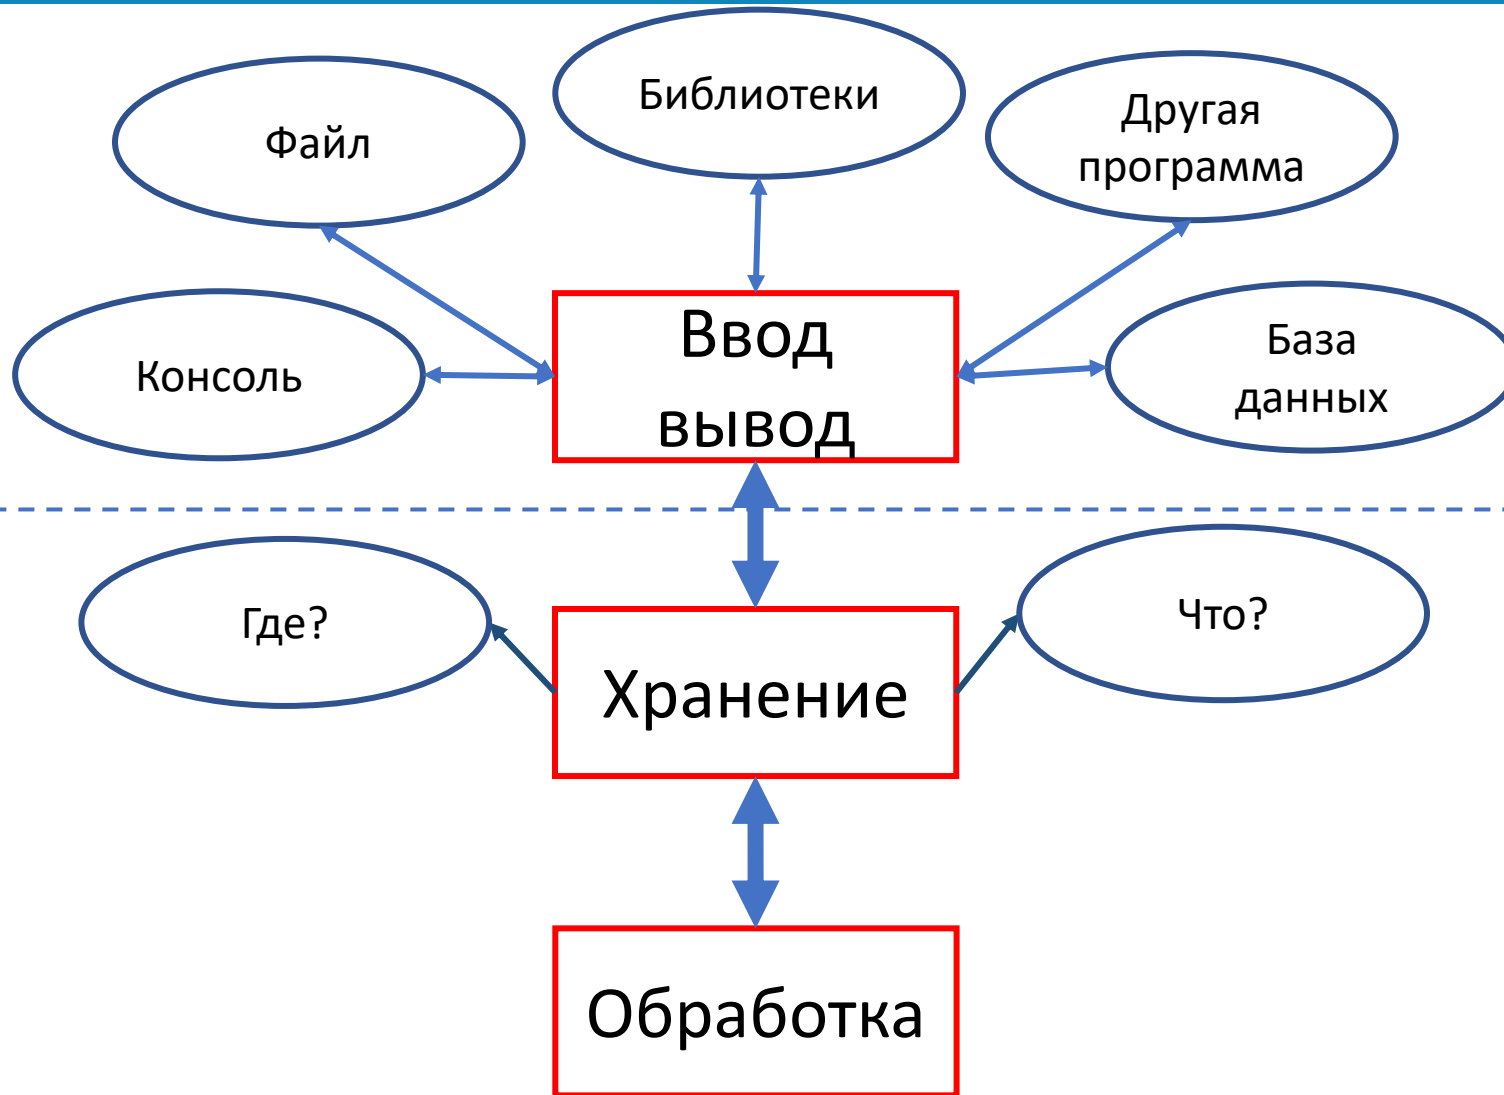 Библиотеки
Файл
Другая
программа
Консоль
Ввод
вывод
База
данных
Где?
Что?
Хранение
Обработка